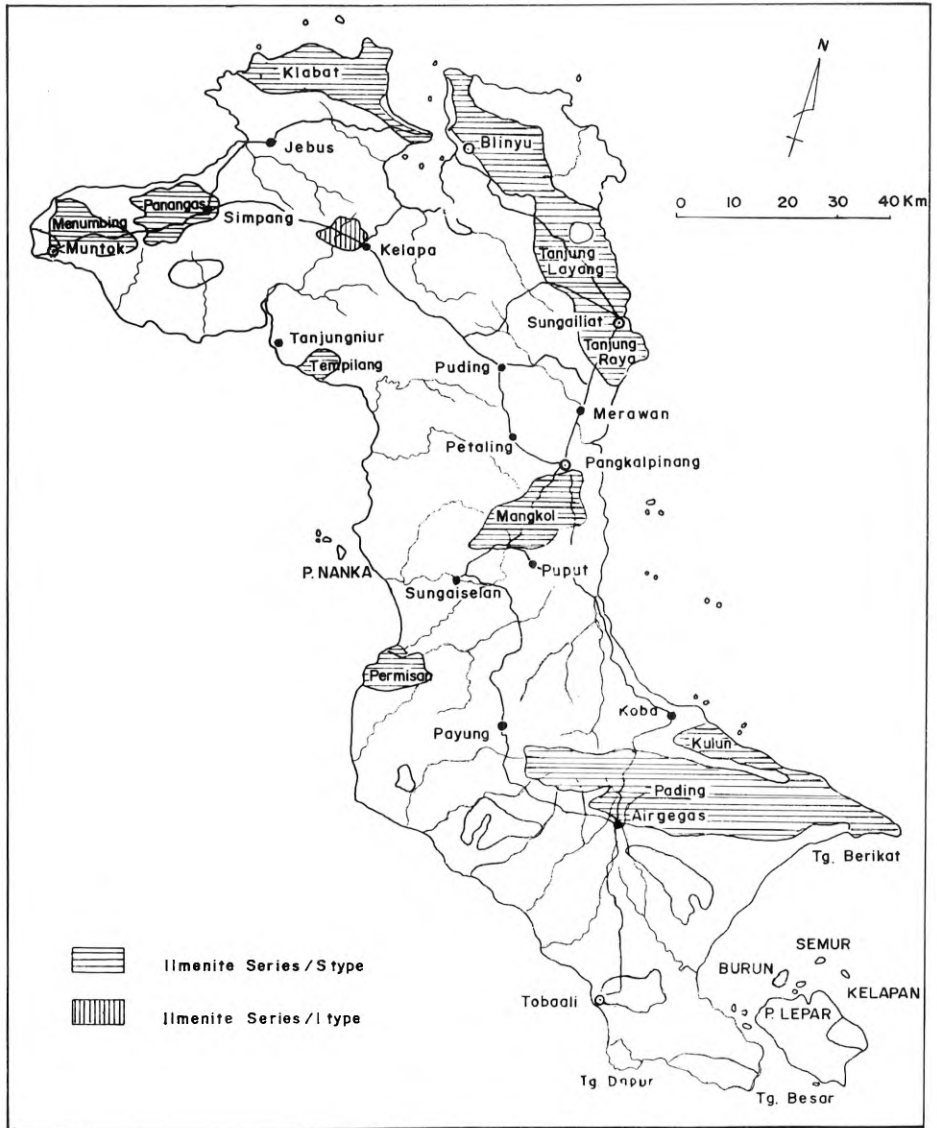 N
Klabat
Blinyu
Jebus
0 10 20 30 40 Km
Panangas
Menumbing
Simpang
Muntok
Kelapa
Tanjung
Layang
Sungailiat
Tanjungniur
Tanjung
Raya
Tempilang
Puding
Merawan
Petaling
Pangkalpinang
Mangkol
P. NANKA
Puput
Sungaiselan
Permisan
Koba
Payung
Kulun
Pading
Airgegas
Tg. Berikat
SEMUR
BURUN
KELAPAN
Ilmenite Series/S type
Ilmenite Series/I type
Toboali
P. LEPAR
Tg. Dapur
Tg. Besar